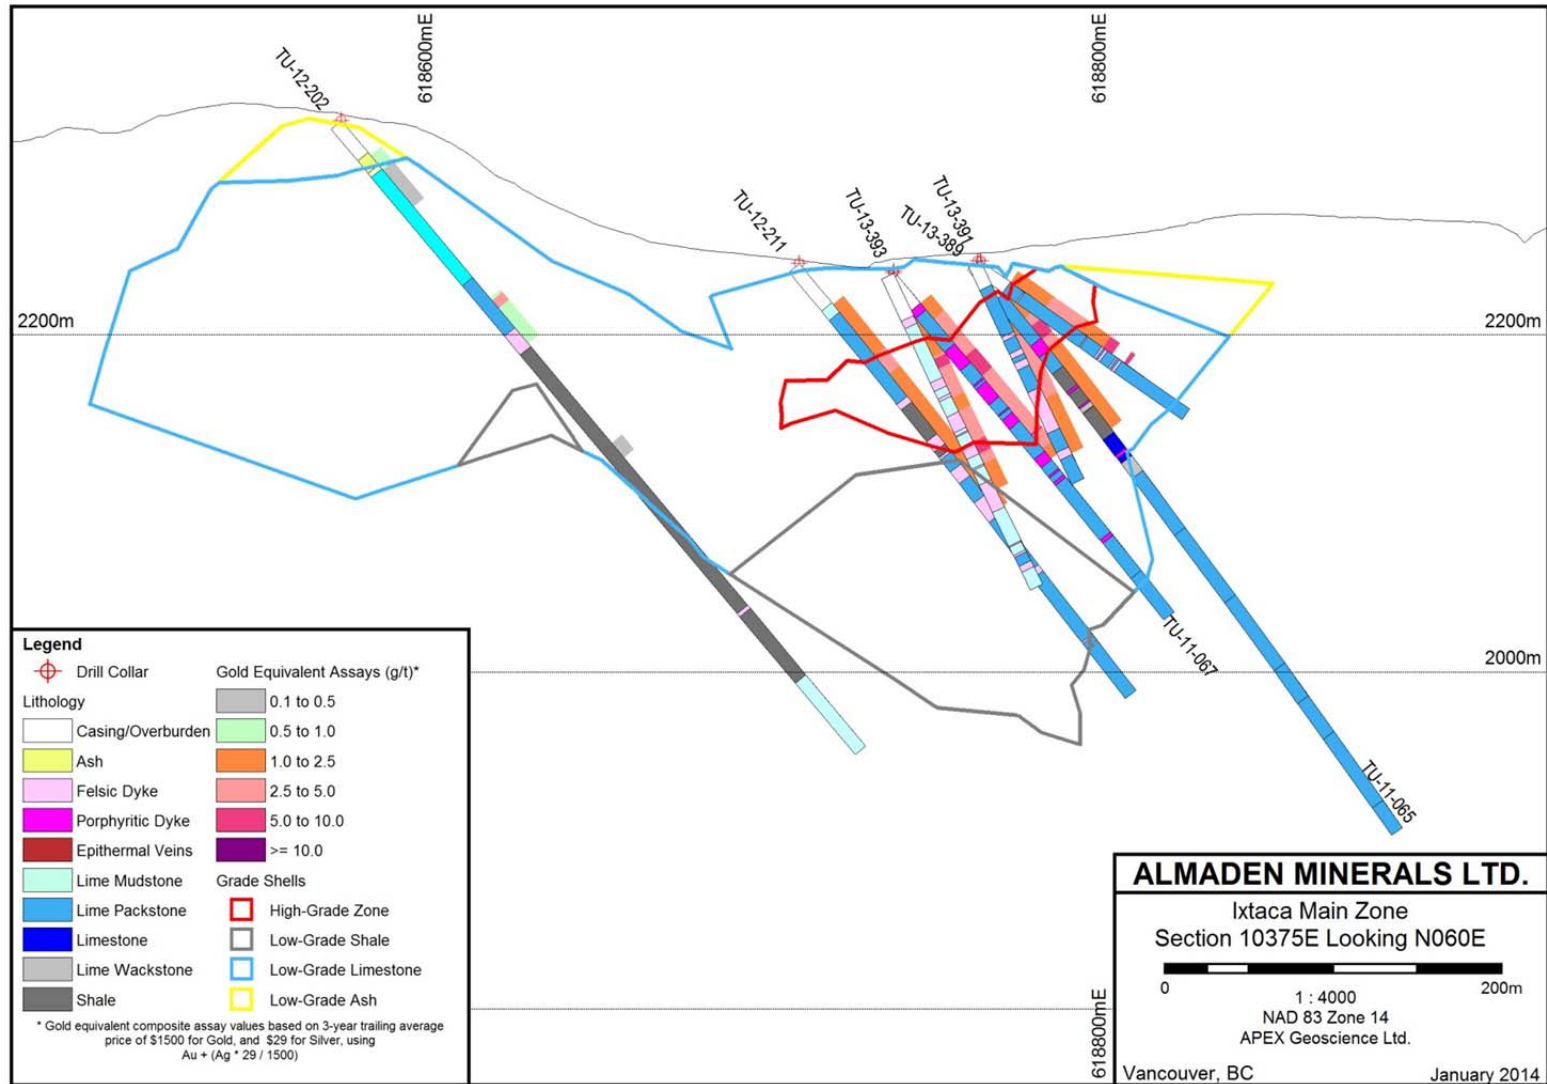 618600mE
618800mE
TU-12-202
TU-12-211
TU-13-393
TU-13-389
TU-13-391
2200m
2200m
TU-11-067
2000m
TU-11-065
Legend
Drill Collar
Lithology
Casing/Overburden
Ash
Felsic Dyke
Porphyritic Dyke
Epithermal Veins
Lime Mudstone
Lime Packstone
Limestone
Lime Wackstone
Shale
Gold Equivalent Assays (g/t)*
0.1 to 0.5
0.5 to 1.0
1.0 to 2.5
2.5 to 5.0
5.0 to 10.0
>= 10.0
Grade Shells
High-Grade Zone
Low-Grade Shale
Low-Grade Limestone
Low-Grade Ash
* Gold equivalent composite assay values based on 3-year trailing average
price of $1500 for Gold, and $29 for Silver, using
Au + (Ag * 29 / 1500)
618800mE
ALMADEN MINERALS LTD.
Ixtaca Main Zone
Section 10375E Looking N060E
0 200m
1 : 4000
NAD 83 Zone 14
APEX Geoscience Ltd.
Vancouver, BC January 2014